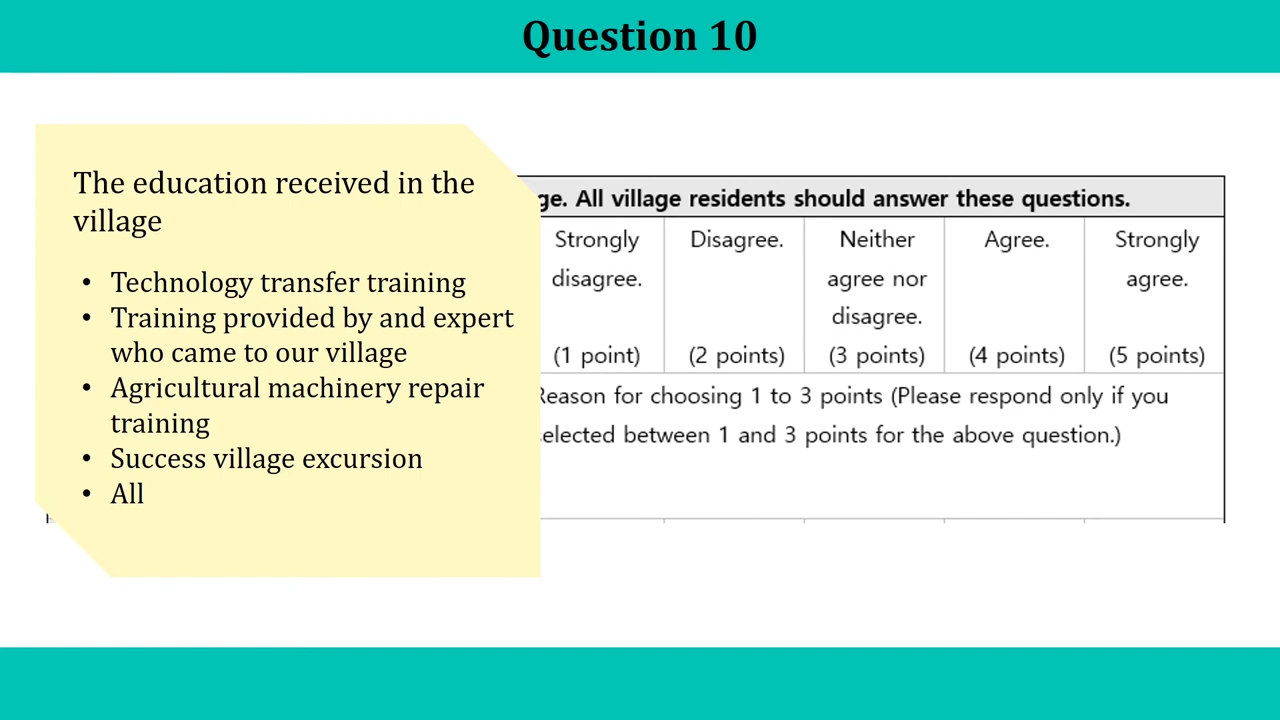 Question 10
The education received in the
village
• Technology transfer training
• Training provided by and expert
who came to our village
• Agricultural machinery repair
training
• Success village excursion
• All
ge. All village residents should answer these questions.
Strongly
disagree.
(1 point)
Disagree.
(2 points)
Neither
agree nor
disagree.
(3 points)
Agree.
(4 points)
Strongly
agree.
(5 points)
Reason for choosing 1 to 3 points (Please respond only if you
elected between 1 and 3 points for the above question.)